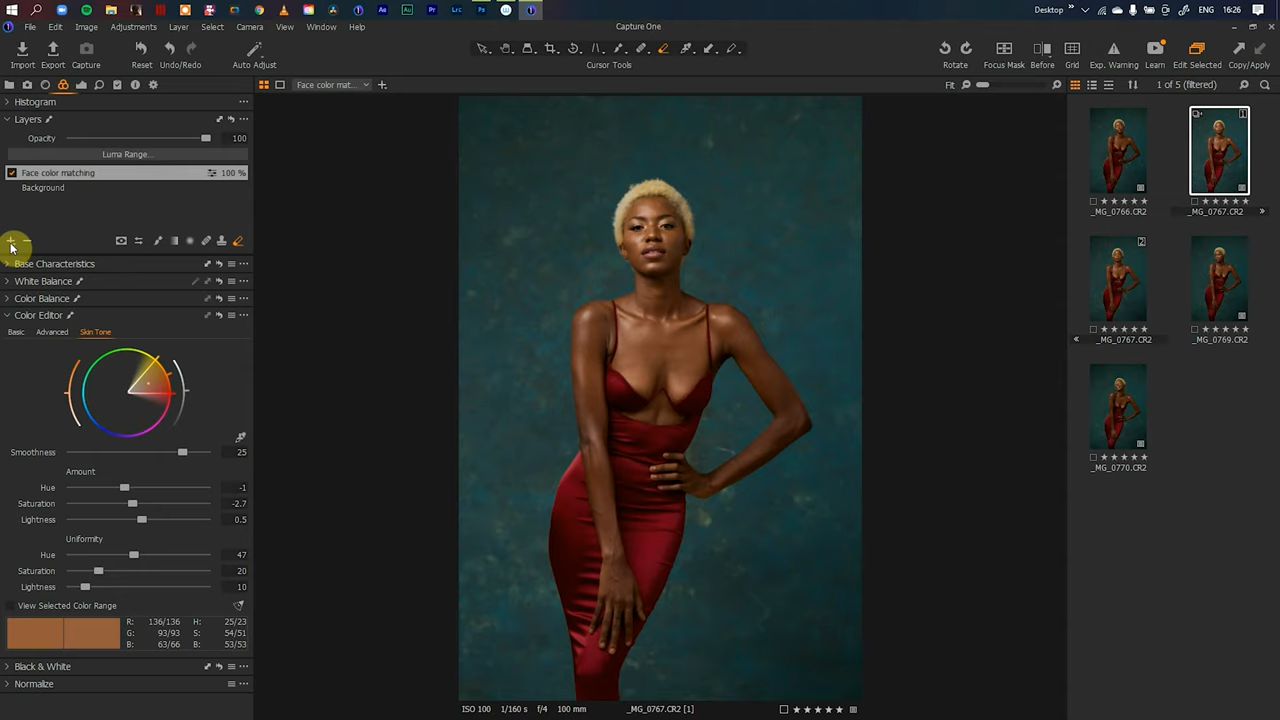 Desktop
ENG
16:26
File Edit Image Adjustments Layer Select Camera View Window Help
Capture One
Import Export Capture Reset Undo/Redo Auto Adjust
Cursor Tools
Rotate Focus Mask Before Grid Exp. Warning Learn Edit Selected Copy/Apply
Face color mat...
Fit
1 of 5 (filtered)
Histogram
Layers
Opacity 100
Luma Range...
Face color matching 100 %
Background
Base Characteristics
White Balance
Color Balance
Color Editor
Basic Advanced Skin Tone
Smoothness 25
Amount
Hue -1
Saturation -2.7
Lightness 0.5
Uniformity
Hue 47
Saturation 20
Lightness 10
View Selected Color Range
R: 136/136 H: 25/23
G: 93/93 S: 54/51
B: 63/66 B: 53/53
Black & White
Normalize
ISO 100 1/160 s f/4 100 mm _MG_0767.CR2 [1]
1
_MG_0766.CR2 _MG_0767.CR2
2
_MG_0767.CR2 _MG_0769.CR2
_MG_0770.CR2